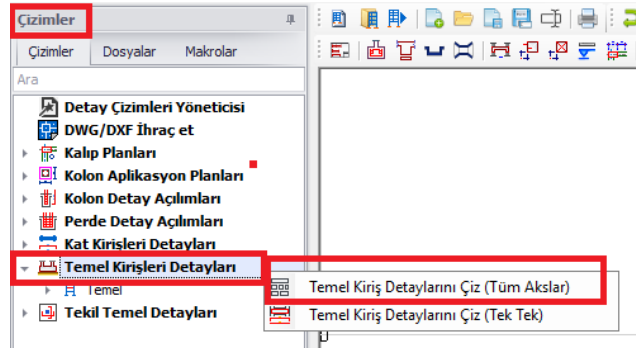 Çizimler
Çizimler Dosyalar Makrolar
Ara
Detay Çizimleri Yöneticisi
DWG/DXF İhraç et
Kalıp Planları
Kolon Aplikasyon Planları
Kolon Detay Açılımları
Perde Detay Açılımları
Kat Kirişleri Detayları
Temel Kirişleri Detayları
Temel
Tekil Temel Detayları
Temel Kiriş Detaylarını Çiz (Tüm Akslar)
Temel Kiriş Detaylarını Çiz (Tek Tek)